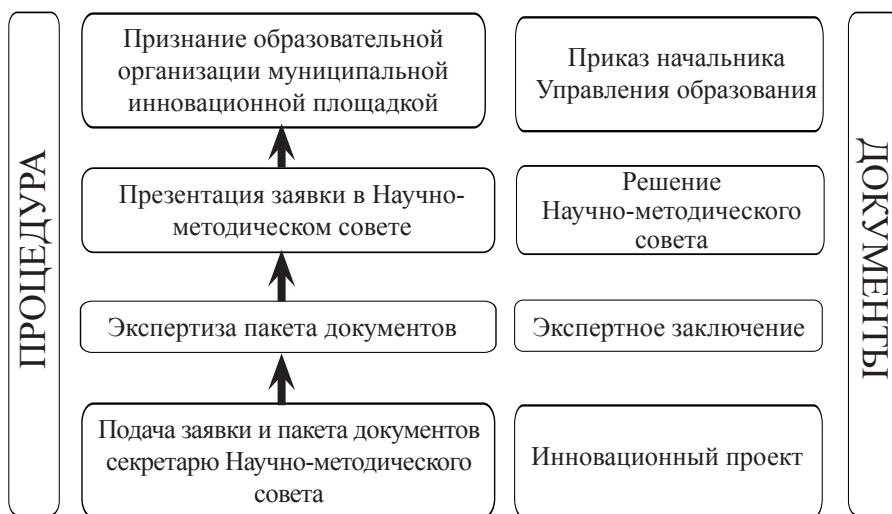 ПРОЦЕДУРА
Признание образовательной
организации муниципальной
инновационной площадкой
Приказ начальника
Управления образования
Презентация заявки в Научно-
методическом совете
Решение
Научно-методического
совета
Экспертиза пакета документов
Экспертное заключение
Подача заявки и пакета документов
секретарю Научно-методического
совета
Инновационный проект
ДОКУМЕНТЫ